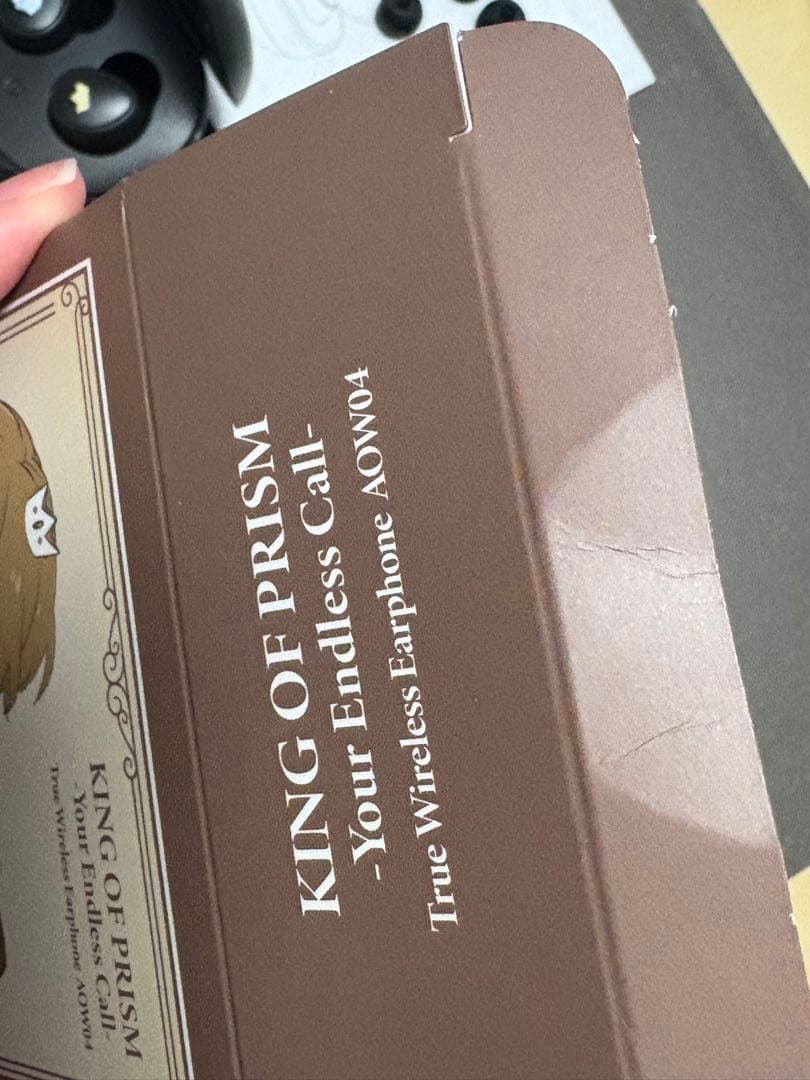 KING OF PRISM
-Your Endless Call-
True Wireless Earphone AOW04
KING OF PRISM
-Your Endless Call-
True Wireless Earphone AOW04